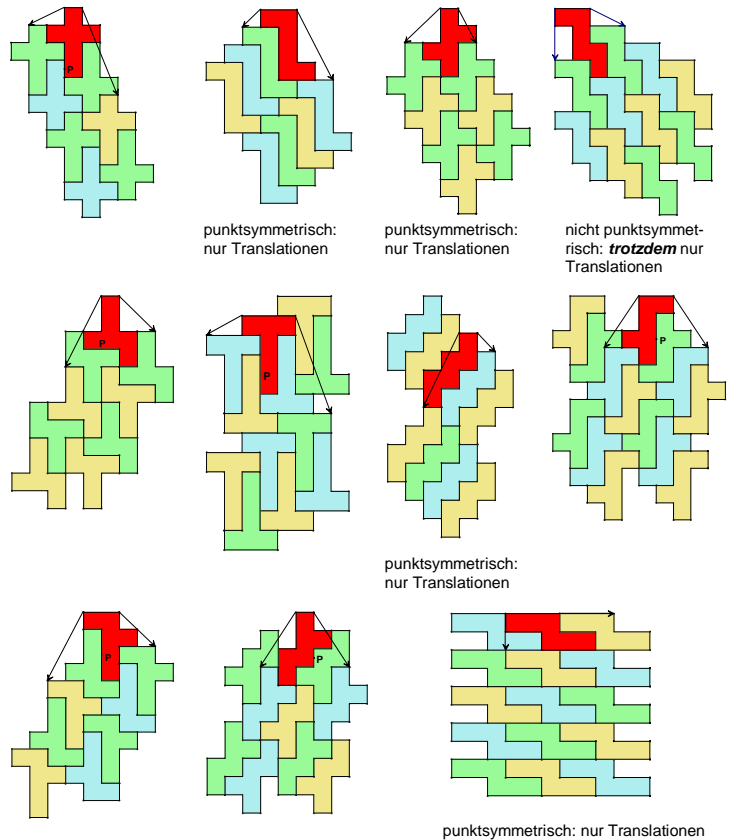 P
punktsymmetrisch:
nur Translationen
punktsymmetrisch:
nur Translationen
nicht punktsymmet-
risch: trotzdem nur
Translationen
P
P
P
punktsymmetrisch:
nur Translationen
P
P
punktsymmetrisch: nur Translationen